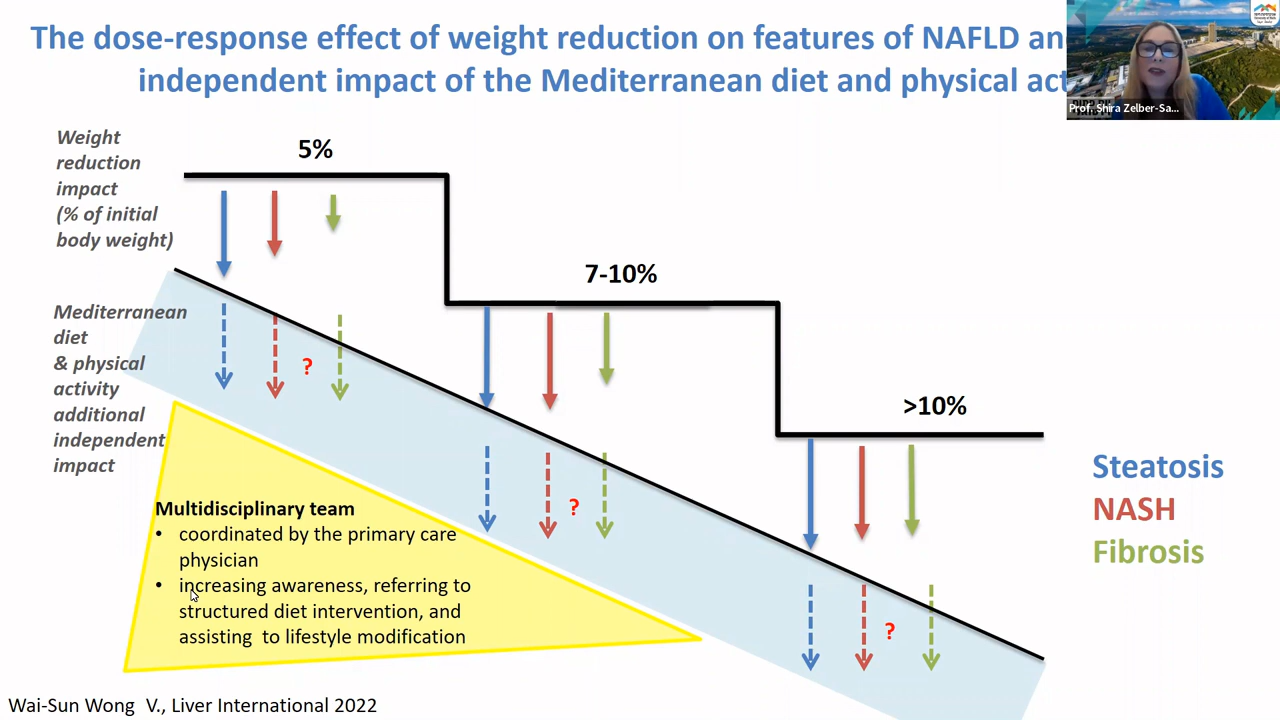 The dose-response effect of weight reduction on features of NAFLD an
independent impact of the Mediterranean diet and physical act
Prof. Shira Zelber-Sa...
Weight
reduction
impact
(% of initial
body weight)
5%
7-10%
>10%
Mediterranean
diet
& physical
activity
additional
independent
impact
?
?
?
Steatosis
NASH
Fibrosis
Multidisciplinary team
• coordinated by the primary care
physician
• increasing awareness, referring to
structured diet intervention, and
assisting to lifestyle modification
Wai-Sun Wong V., Liver International 2022